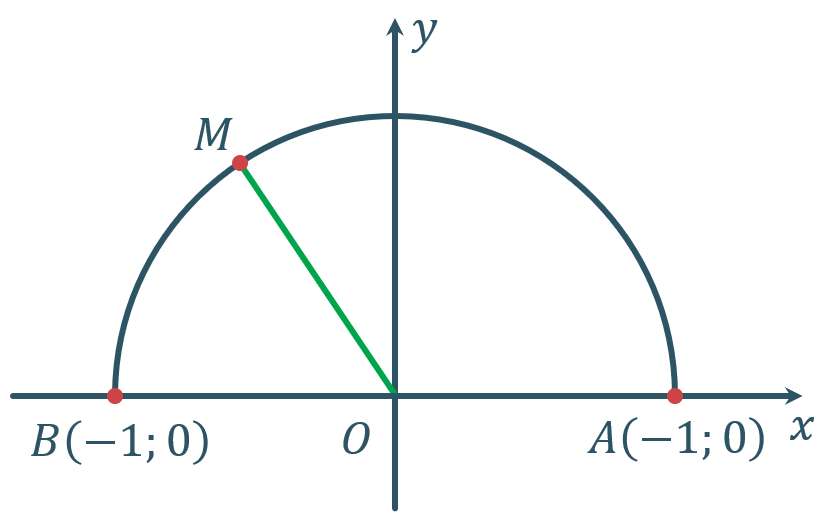 y
M
B(−1; 0)
O
A(−1; 0)
x